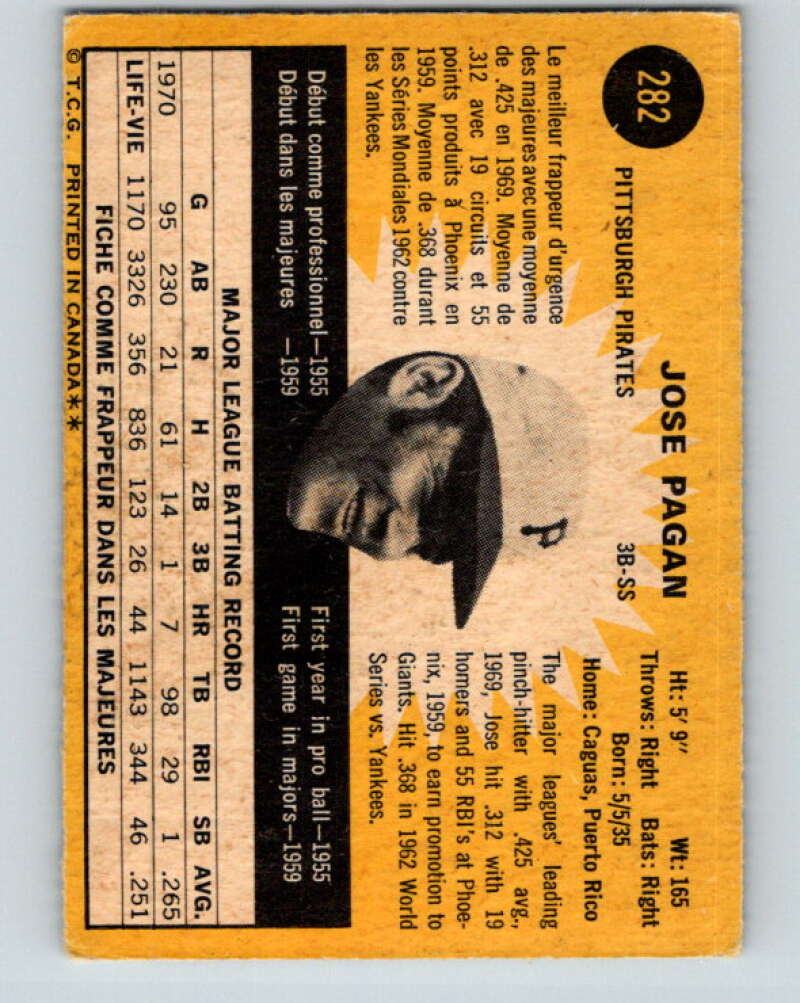 282
JOSE PAGAN
PITTSBURGH PIRATES 3B-SS
Ht: 5' 9" Wt: 165
Throws: Right Bats: Right
Born: 5/5/35
Home: Caguas, Puerto Rico
Le meilleur frappeur d'urgence
des majeures avec une moyenne
de .425 en 1969. Moyenne de
.312 avec 19 circuits et 55
points produits à Phoenix en
1959. Moyenne de .368 durant
les Séries Mondiales 1962 contre
les Yankees.
P
The major leagues' leading
pinch-hitter with .425 avg.,
1969, Jose hit .312 with 19
homers and 55 RBI's at Phoe-
nix, 1959, to earn promotion to
Giants. Hit .368 in 1962 World
Series vs. Yankees.
Début comme professionnel—1955
Début dans les majeures —1959
First year in pro ball—1955
First game in majors—1959
MAJOR LEAGUE BATTING RECORD
G AB R H 2B 3B HR TB RBI SB AVG.
1970 95 230 21 61 14 1 7 98 29 1 .265
LIFE-VIE 1170 3326 356 836 123 26 44 1143 344 46 .251
FICHE COMME FRAPPEUR DANS LES MAJEURES
© T.C.G. PRINTED IN CANADA**